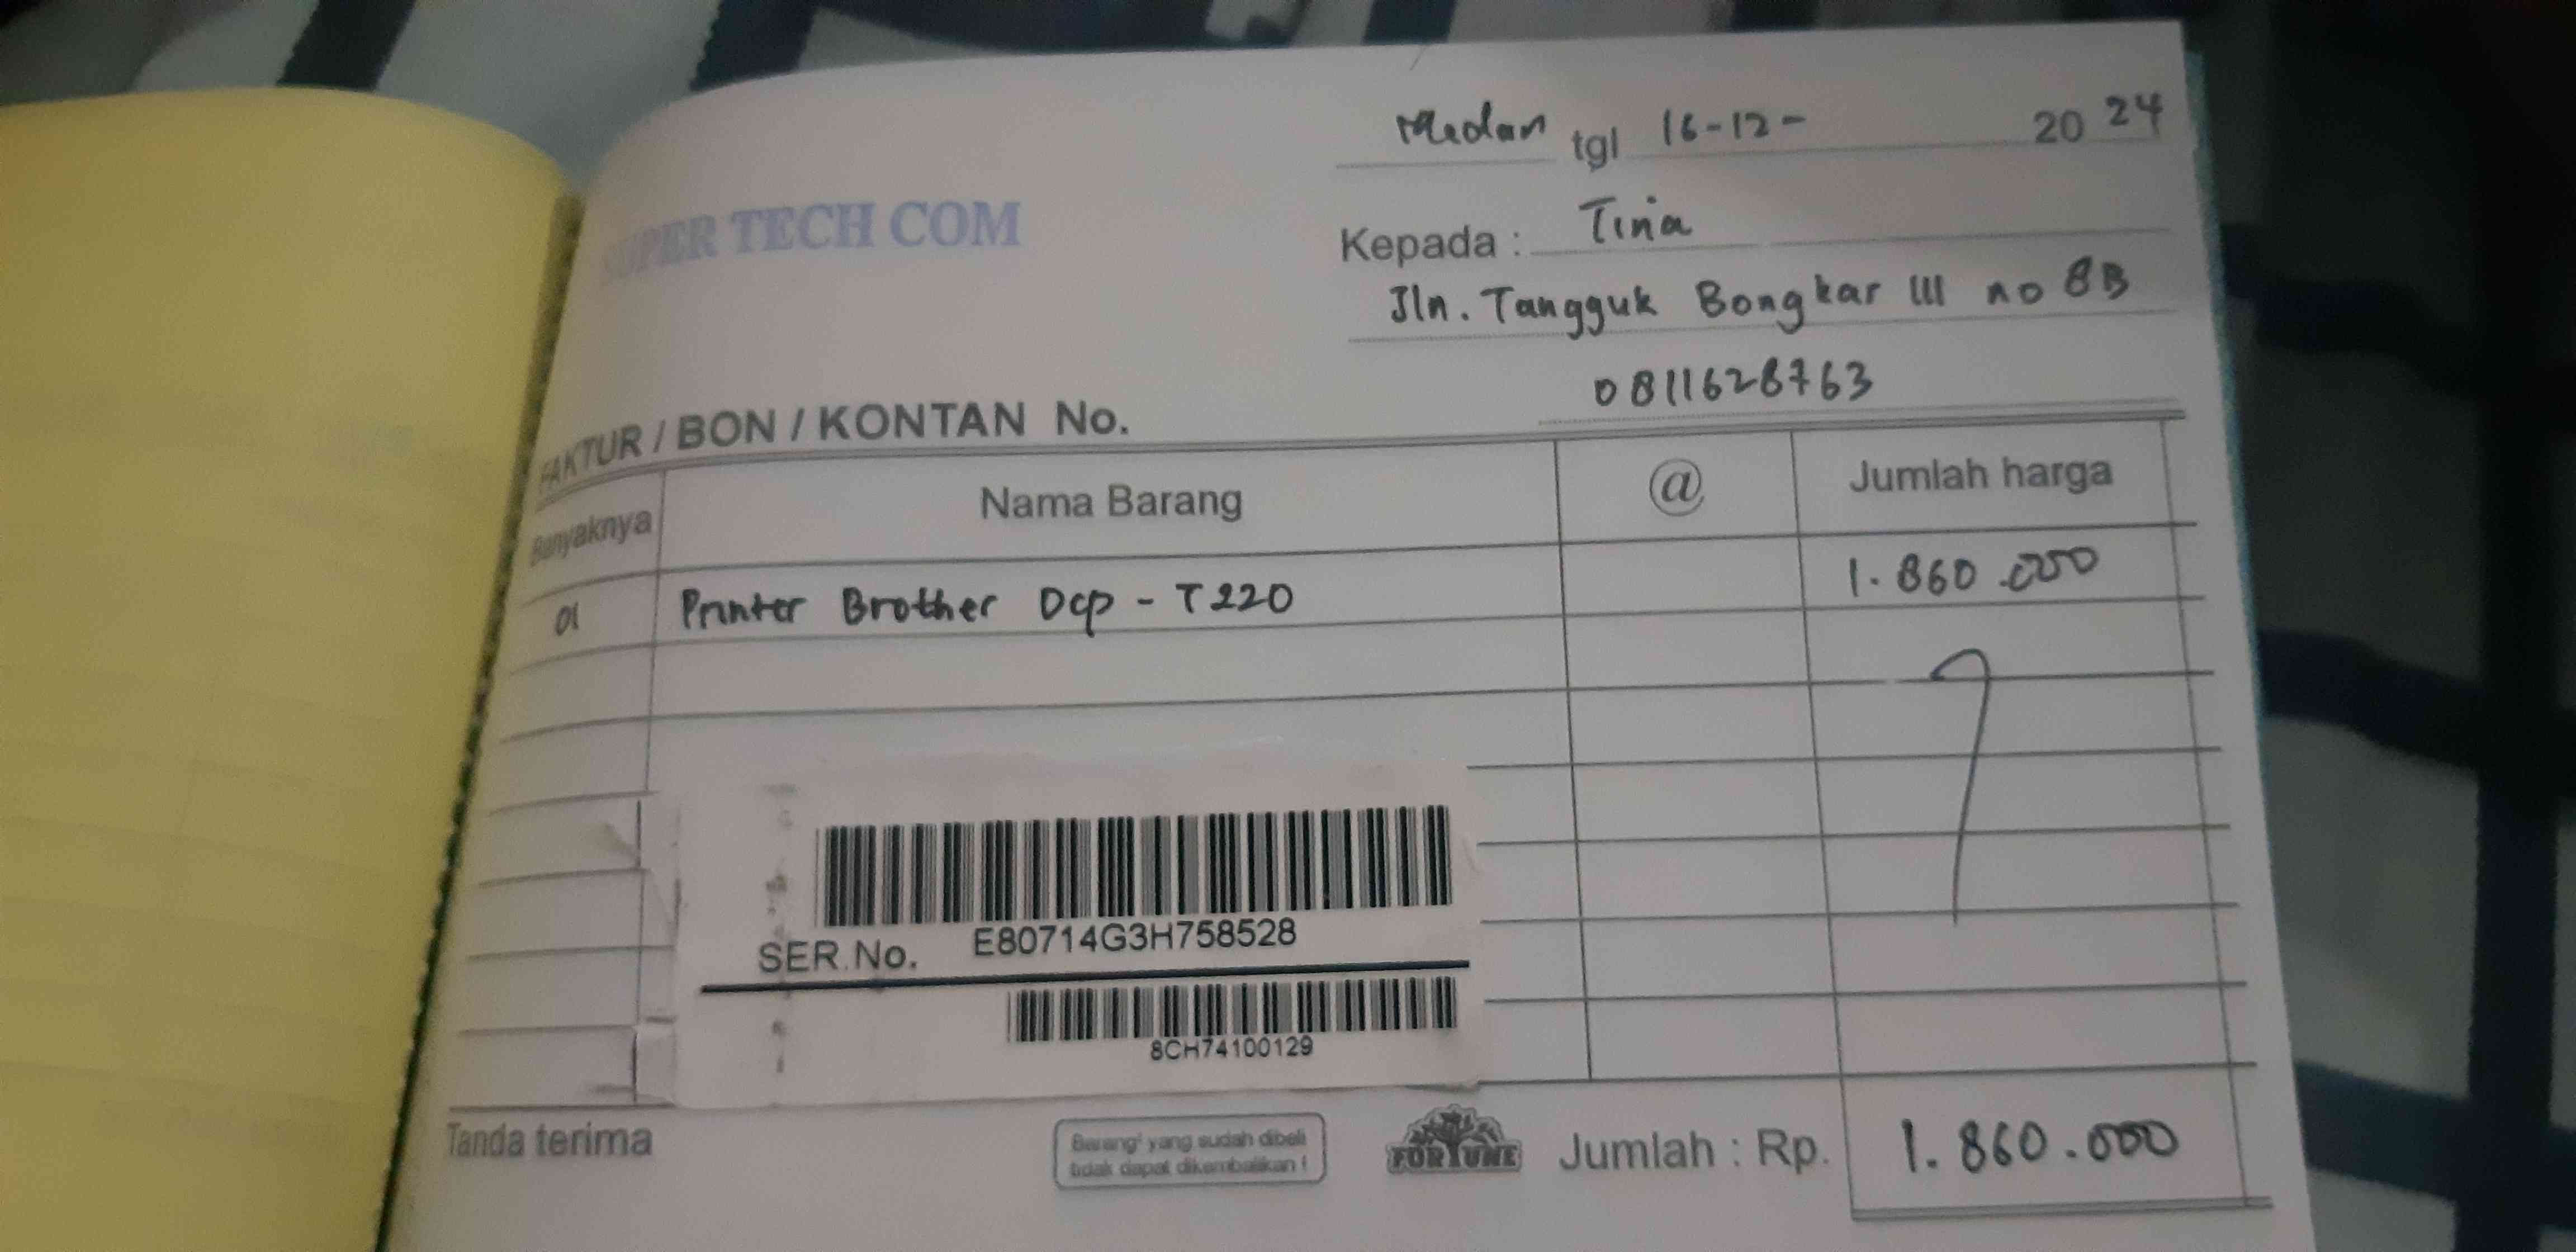 Medan tgl 16-12- 2024
SUPER TECH COM
Kepada : Tina
Jln. Tangguk Bongkar III no 8B
0811628763
FAKTUR / BON / KONTAN No.
Banyaknya Nama Barang @ Jumlah harga
01 Printer Brother Dcp - T220 1.860.000
SER.No. E80714G3H758528
8CH74100129
Tanda terima
Barang² yang sudah dibeli
tidak dapat dikembalikan !
FORTUNE
Jumlah : Rp. 1.860.000